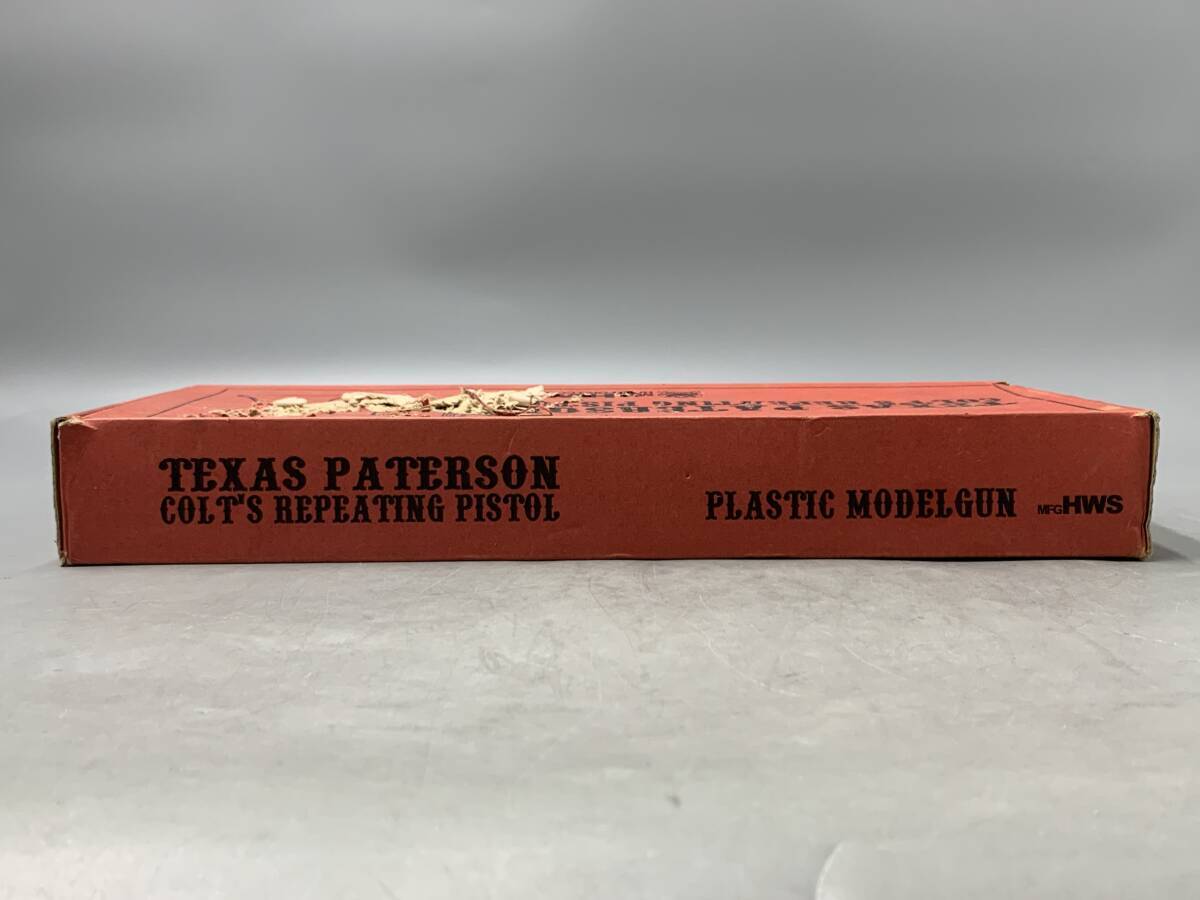 TEXAS PATERSON
COLT'S REPEATING PISTOL
PLASTIC MODELGUN
MFG HWS